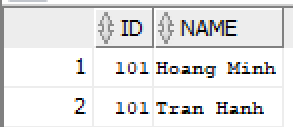 ID NAME
1 101 Hoang Minh
2 101 Tran Hanh